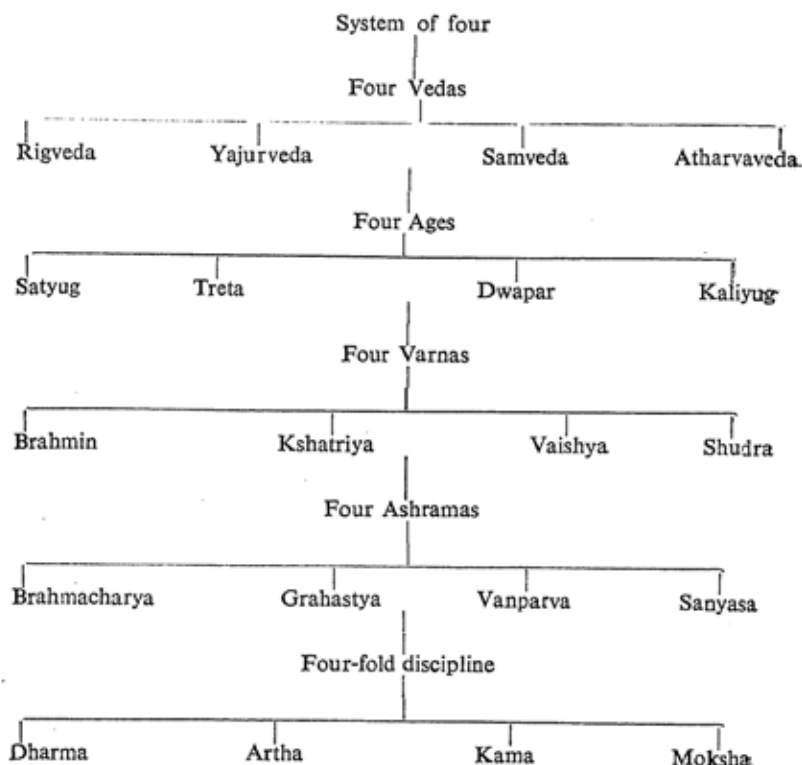 System of four
Four Vedas
Rigveda Yajurveda Samveda Atharvaveda.
Four Ages
Satyug Treta Dwapar Kaliyug
Four Varnas
Brahmin Kshatriya Vaishya Shudra
Four Ashramas
Brahmacharya Grahastya Vanparva Sanyasa
Four-fold discipline
Dharma Artha Kama Moksha